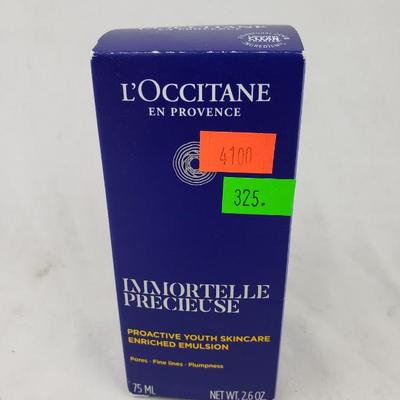 L'OCCITANE
EN PROVENCE
4100
325.
IMMORTELLE
PRECIEUSE
PROACTIVE YOUTH SKINCARE
ENRICHED EMULSION
Pores - Fine lines - Plumpness
75 ML NET WT. 2.6 OZ.